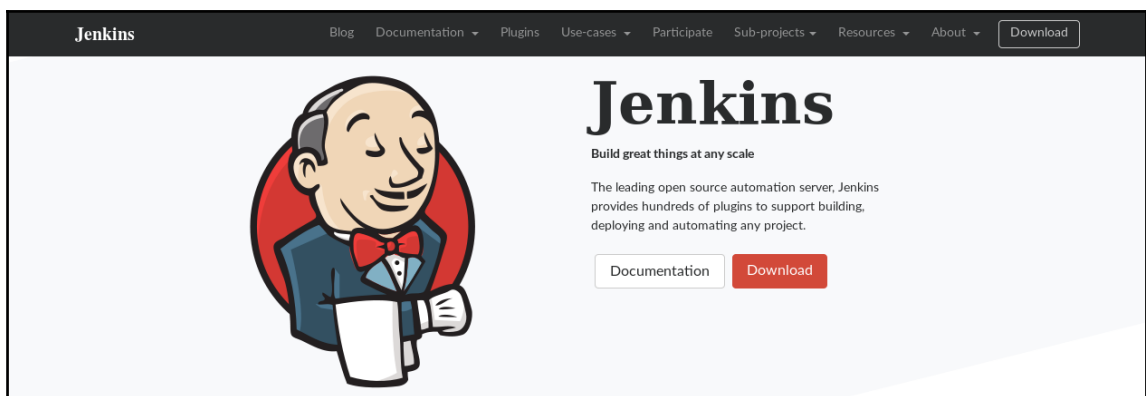 Jenkins Blog Documentation Plugins Use-cases Participate Sub-projects Resources About Download
Jenkins
Build great things at any scale
The leading open source automation server, Jenkins
provides hundreds of plugins to support building,
deploying and automating any project.
Documentation Download